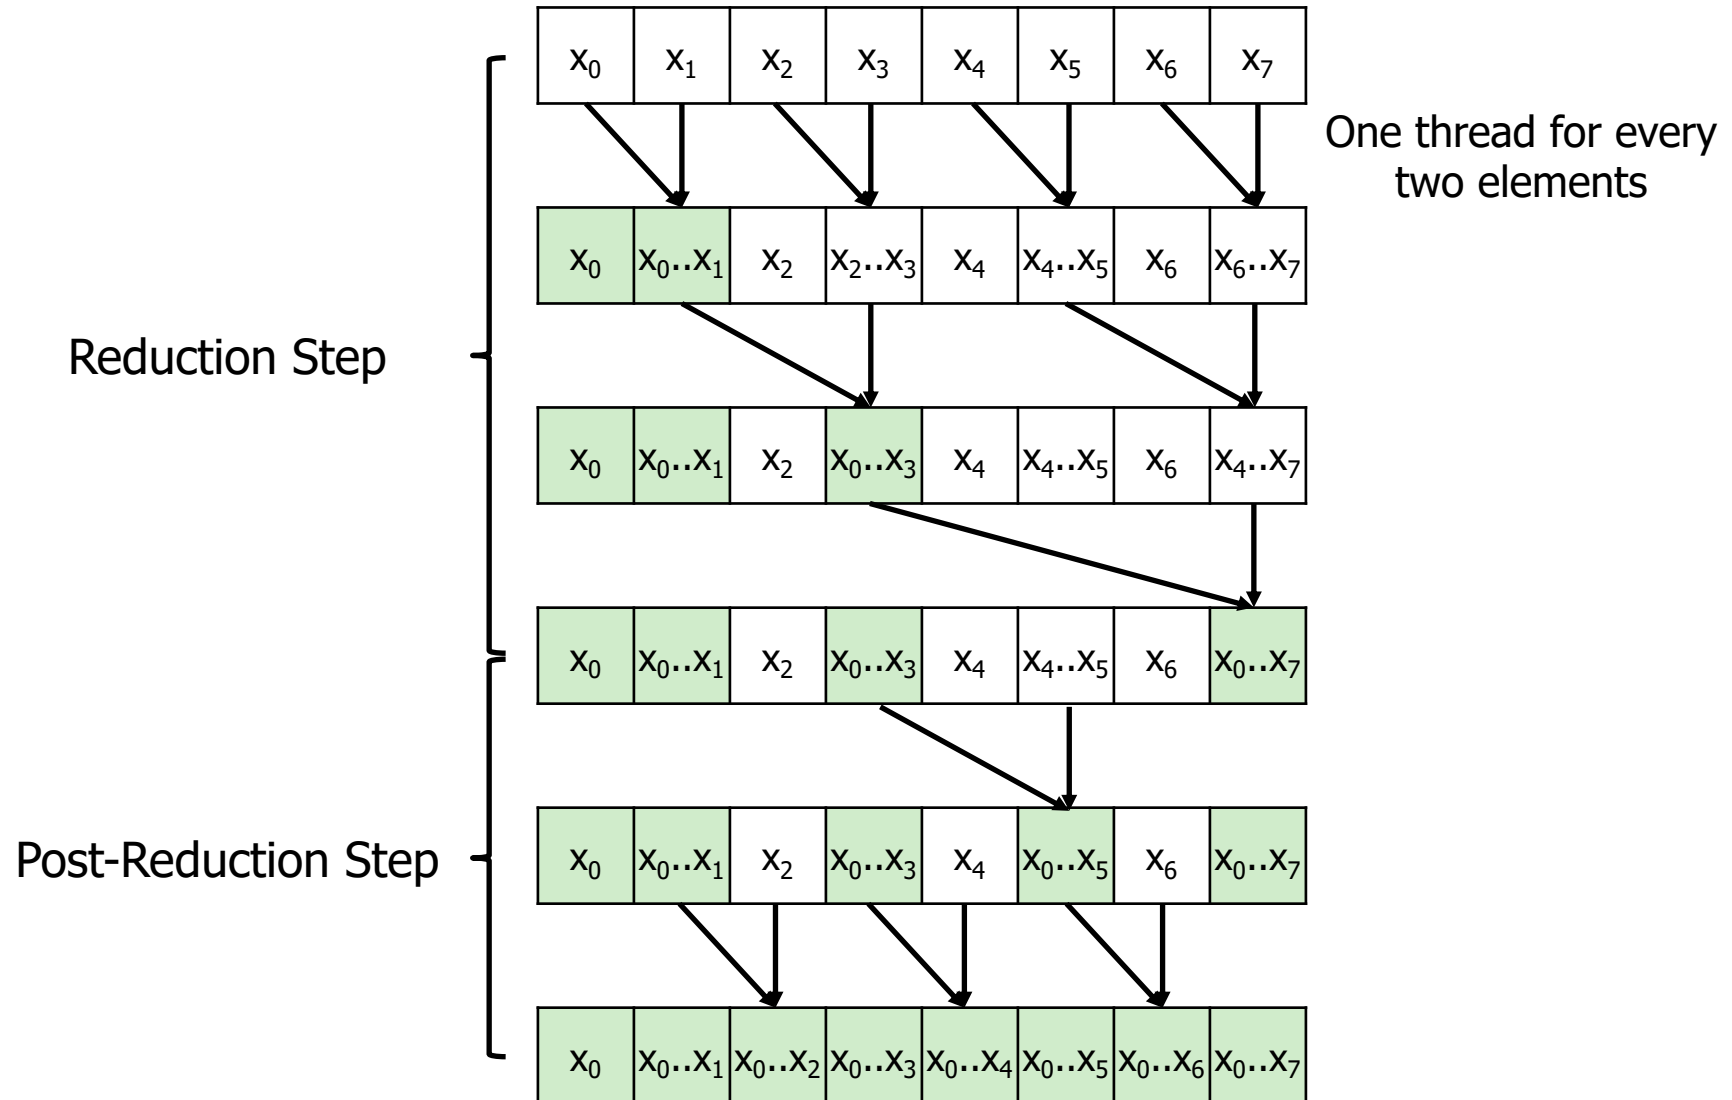 x₀ x₁ x₂ x₃ x₄ x₅ x₆ x₇
One thread for every
two elements
x₀ x₀..x₁ x₂ x₂..x₃ x₄ x₄..x₅ x₆ x₆..x₇
Reduction Step
x₀ x₀..x₁ x₂ x₀..x₃ x₄ x₄..x₅ x₆ x₄..x₇
x₀ x₀..x₁ x₂ x₀..x₃ x₄ x₄..x₅ x₆ x₀..x₇
Post-Reduction Step
x₀ x₀..x₁ x₂ x₀..x₃ x₄ x₀..x₅ x₆ x₀..x₇
x₀ x₀..x₁ x₀..x₂ x₀..x₃ x₀..x₄ x₀..x₅ x₀..x₆ x₀..x₇